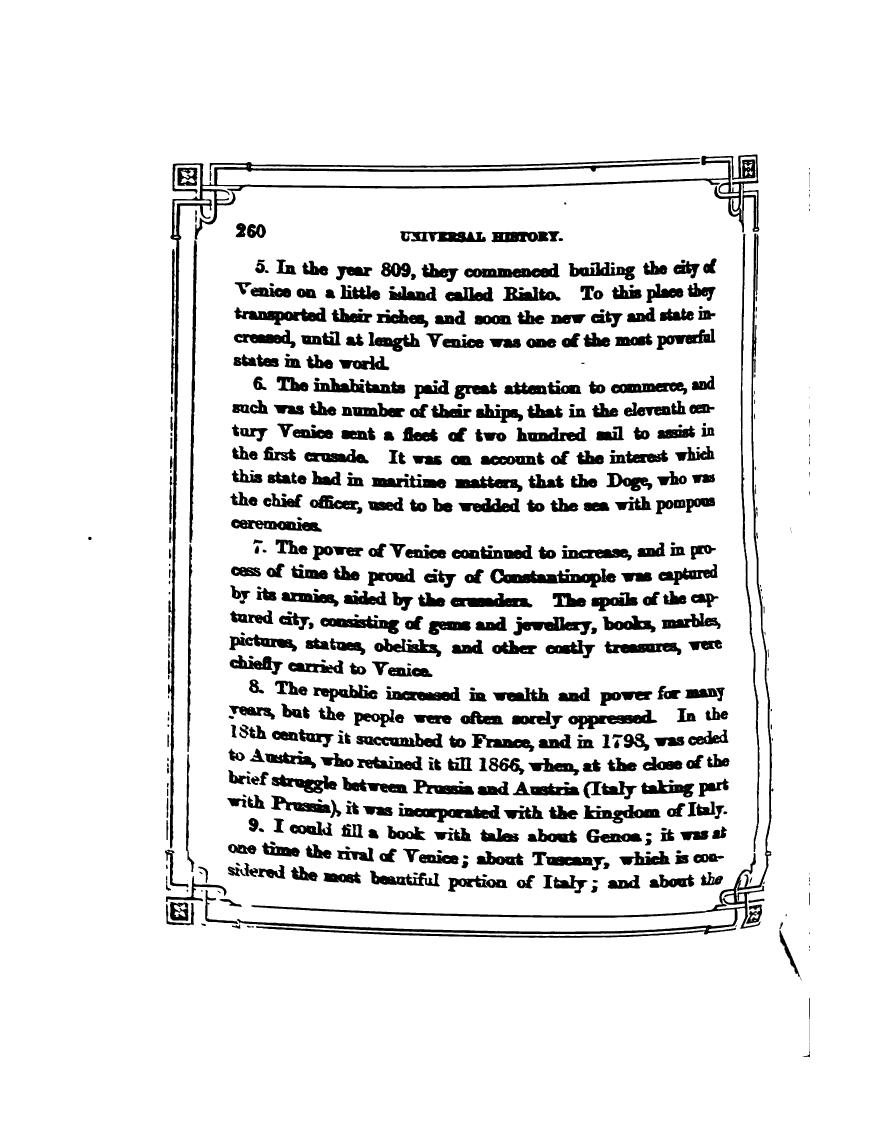 260
UNIVERSAL HISTORY.
5. In the year 809, they commenced building the city of
Venice on a little island called Rialto. To this place they
transported their riches, and soon the new city and state in-
creased, until at length Venice was one of the most powerful
states in the world.
6. The inhabitants paid great attention to commerce, and
such was the number of their ships, that in the eleventh cen-
tury Venice sent a fleet of two hundred sail to assist in
the first crusade. It was on account of the interest which
this state had in maritime matters, that the Doge, who was
the chief officer, used to be wedded to the sea with pompous
ceremonies.
7. The power of Venice continued to increase, and in pro-
cess of time the proud city of Constantinople was captured
by its armies, aided by the crusaders. The spoils of the cap-
tured city, consisting of gems and jewellery, books, marbles,
pictures, statues, obelisks, and other costly treasures, were
chiefly carried to Venice.
8. The republic increased in wealth and power for many
years, but the people were often sorely oppressed. In the
18th century it succumbed to France, and in 1798, was ceded
to Austria, who retained it till 1866, when, at the close of the
brief struggle between Prussia and Austria (Italy taking part
with Prussia), it was incorporated with the kingdom of Italy.
9. I could fill a book with tales about Genoa; it was at
one time the rival of Venice; about Tuscany, which is con-
sidered the most beautiful portion of Italy; and about the